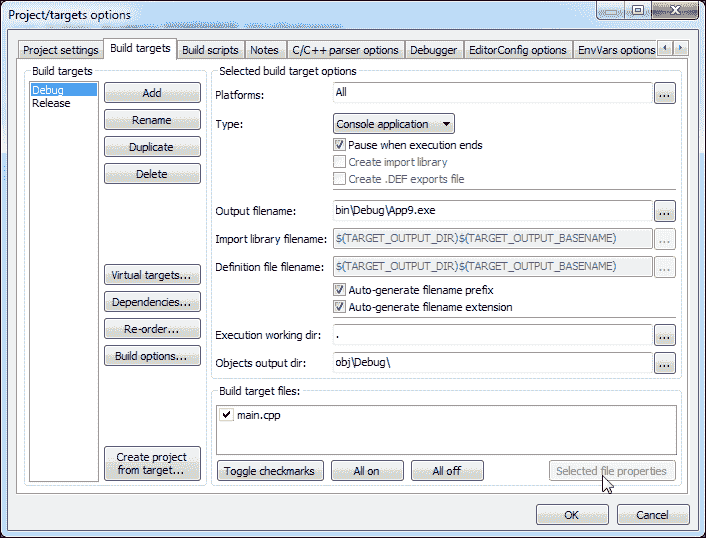 Project/targets options
Project settings
Build targets
Build scripts
Notes
C/C++ parser options
Debugger
EditorConfig options
EnvVars options
Build targets
Debug
Release
Add
Rename
Duplicate
Delete
Virtual targets...
Dependencies...
Re-order...
Build options...
Create project
from target...
Selected build target options
Platforms:
All
...
Type:
Console application
Pause when execution ends
Create import library
Create .DEF exports file
Output filename:
bin\Debug\App9.exe
...
Import library filename:
$(TARGET_OUTPUT_DIR)$(TARGET_OUTPUT_BASENAME)
...
Definition file filename:
$(TARGET_OUTPUT_DIR)$(TARGET_OUTPUT_BASENAME)
...
Auto-generate filename prefix
Auto-generate filename extension
Execution working dir:
.
...
Objects output dir:
obj\Debug\
...
Build target files:
main.cpp
Toggle checkmarks
All on
All off
Selected file properties
OK
Cancel